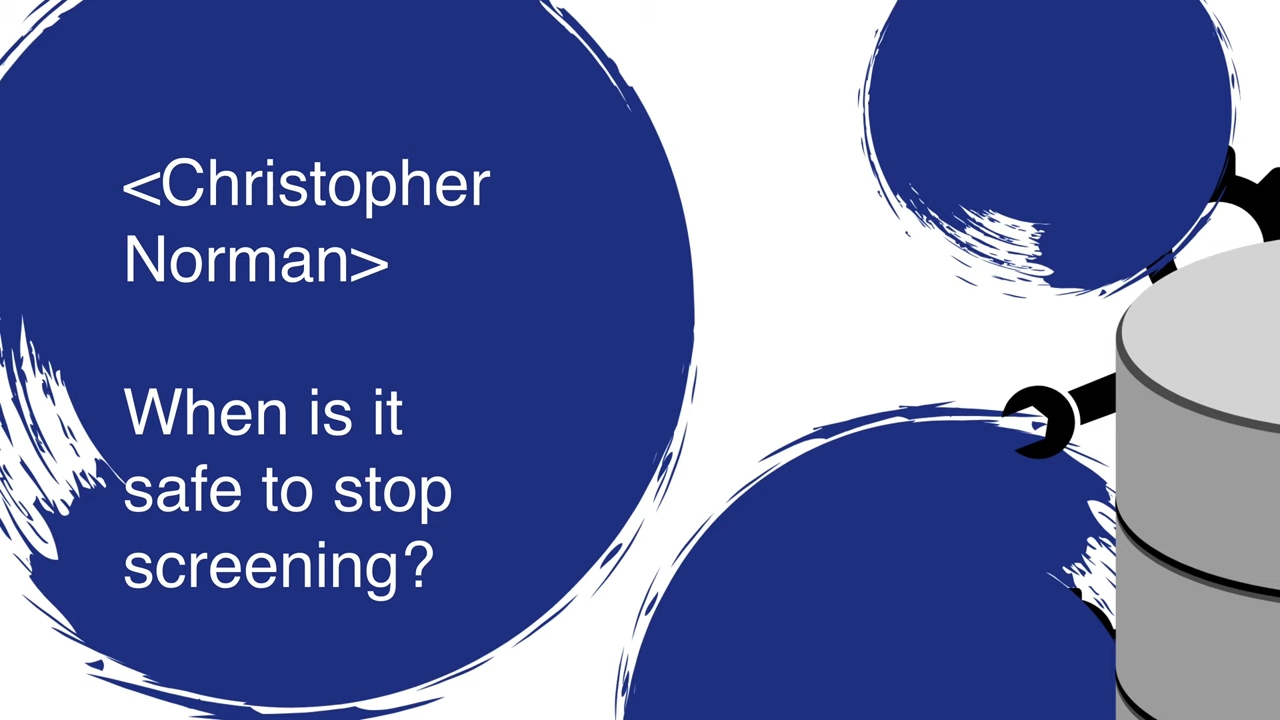 <Christopher
Norman>
When is it
safe to stop
screening?